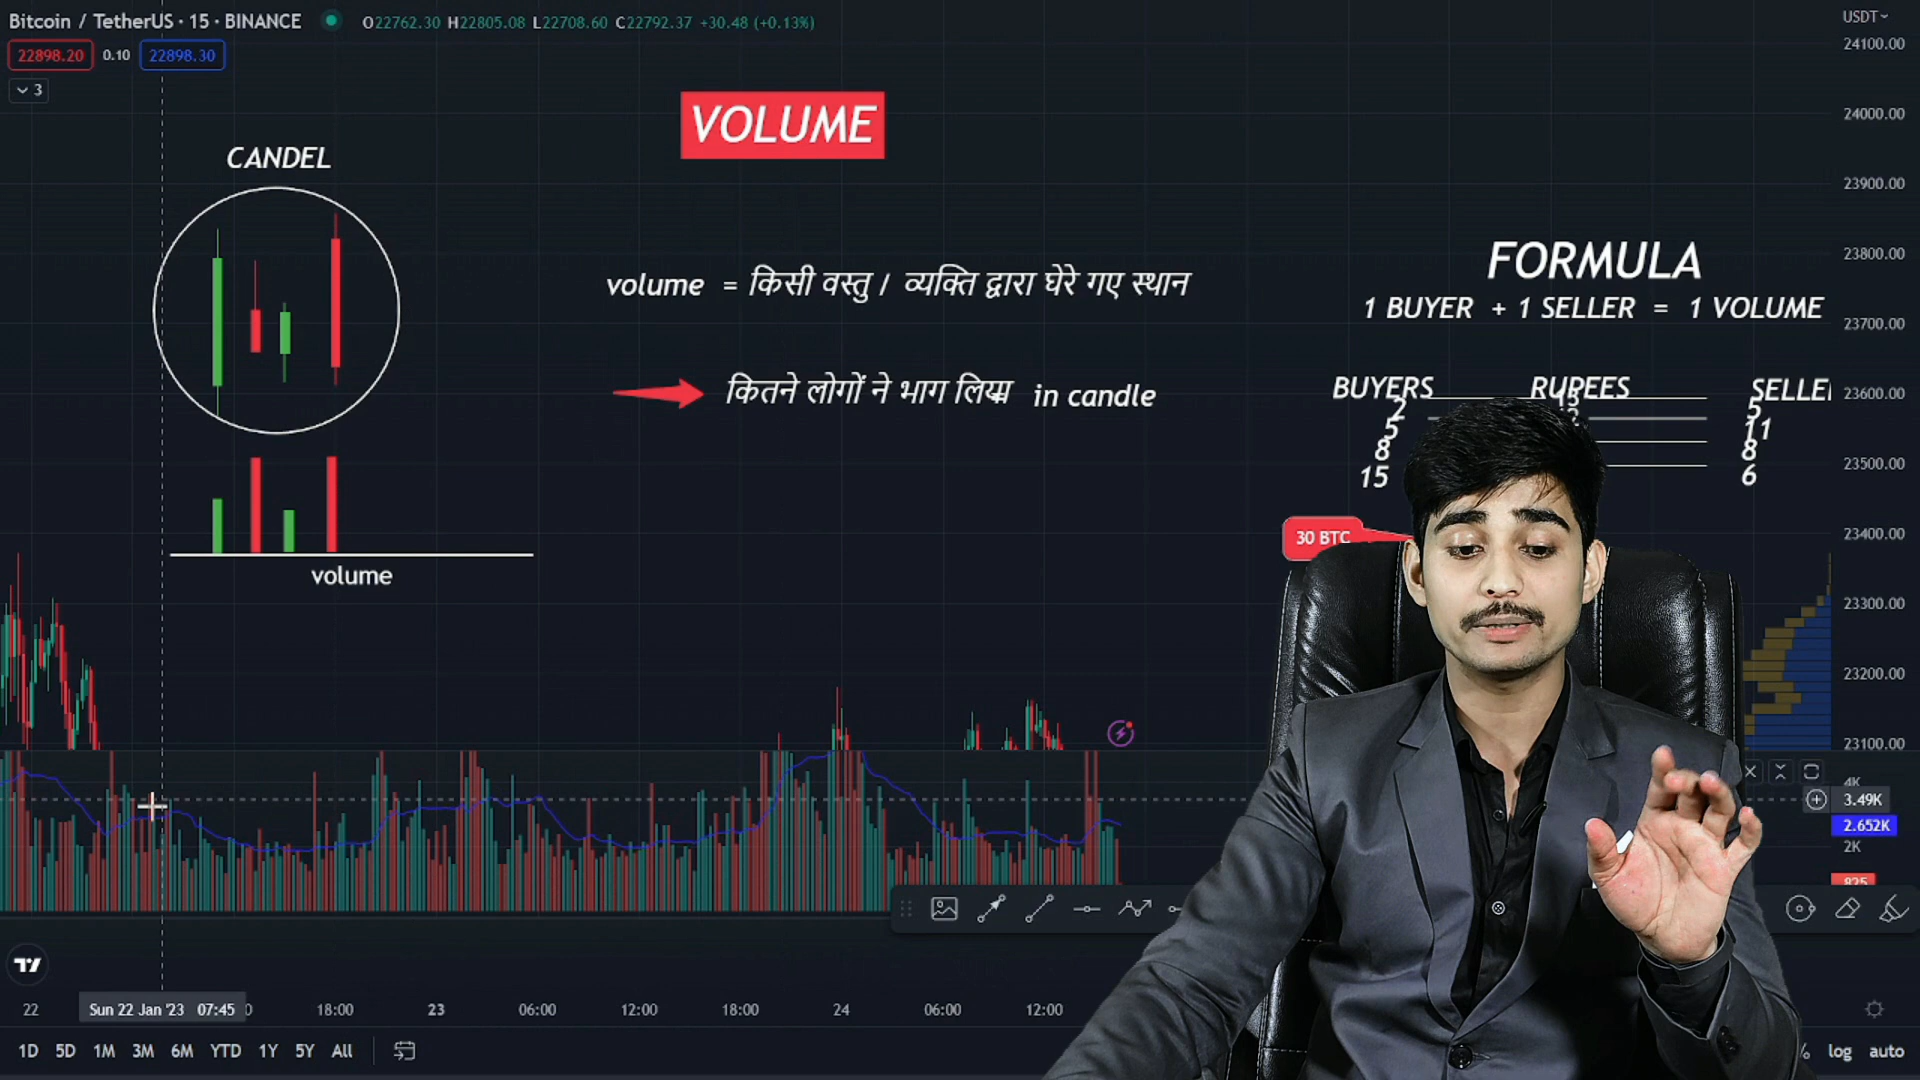 Bitcoin / TetherUS · 15 · BINANCE O22762.30 H22805.08 L22708.60 C22792.37 +30.48 (+0.13%)
USDT
22898.20 0.10 22898.30
3
24100.00
24000.00
23900.00
23800.00
23700.00
23600.00
23500.00
23400.00
23300.00
23200.00
23100.00
VOLUME
CANDEL
volume
volume = किसी वस्तु / व्यक्ति द्वारा घेरे गए स्थान
कितने लोगों ने भाग लिया in candle
FORMULA
1 BUYER + 1 SELLER = 1 VOLUME
BUYERS RUPEES SELLE
2 5
5 11
8 8
15 6
30 BTC
4K
3.49K
2.652K
2K
825
22 Sun 22 Jan '23 07:45 18:00 23 06:00 12:00 18:00 24 06:00 12:00
1D 5D 1M 3M 6M YTD 1Y 5Y All
% log auto